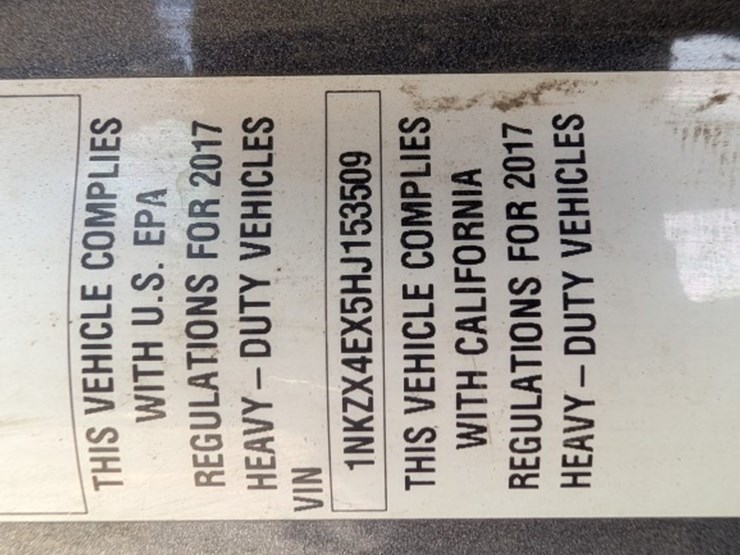 THIS VEHICLE COMPLIES
WITH U.S. EPA
REGULATIONS FOR 2017
HEAVY – DUTY VEHICLES
VIN
1NKZX4EX5HJ153509
THIS VEHICLE COMPLIES
WITH CALIFORNIA
REGULATIONS FOR 2017
HEAVY – DUTY VEHICLES